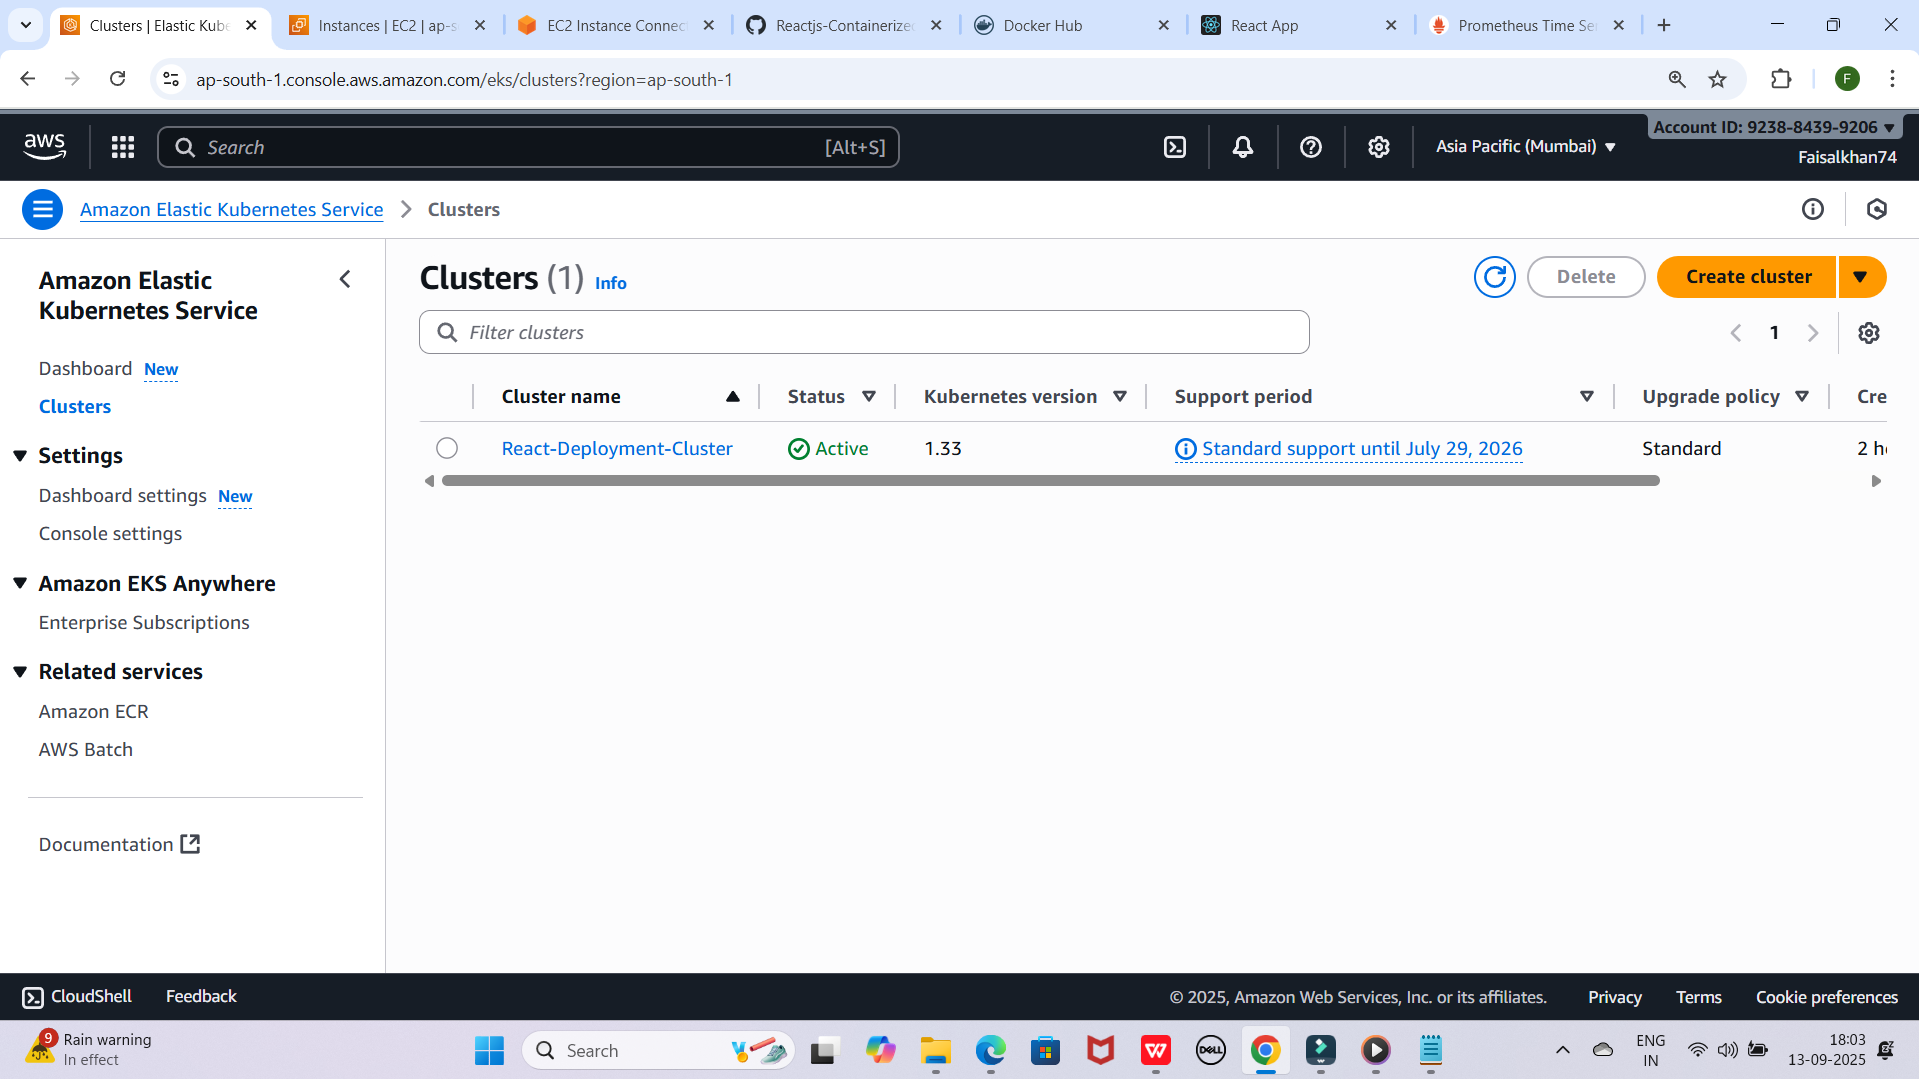 Clusters | Elastic Kube
Instances | EC2 | ap-s
EC2 Instance Connect
Reactjs-Containerized
Docker Hub
React App
Prometheus Time Se
ap-south-1.console.aws.amazon.com/eks/clusters?region=ap-south-1
F
aws
Search
[Alt+S]
Asia Pacific (Mumbai)
Account ID: 9238-8439-9206
Faisalkhan74
Amazon Elastic Kubernetes Service
Clusters
Amazon Elastic
Kubernetes Service
Dashboard New
Clusters
Settings
Dashboard settings New
Console settings
Amazon EKS Anywhere
Enterprise Subscriptions
Related services
Amazon ECR
AWS Batch
Documentation
Clusters (1) Info
Delete
Create cluster
Filter clusters
1
Cluster name
Status
Kubernetes version
Support period
Upgrade policy
Cre
React-Deployment-Cluster
Active
1.33
Standard support until July 29, 2026
Standard
2 h
CloudShell
Feedback
© 2025, Amazon Web Services, Inc. or its affiliates.
Privacy
Terms
Cookie preferences
9
Rain warning
In effect
Search
W
DELL
ENG
IN
18:03
13-09-2025